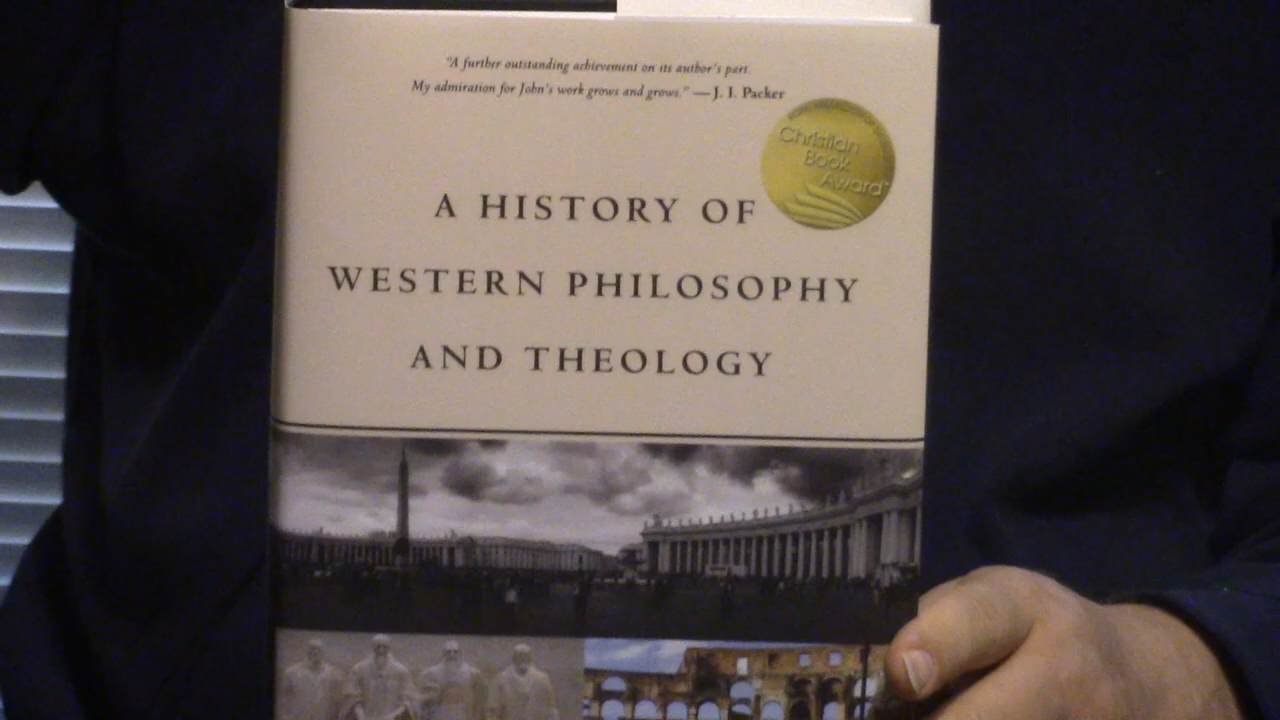 "A further outstanding achievement on its author's part.
My admiration for John's work grows and grows." —J. I. Packer
Christian
Book
Award™
A HISTORY OF
WESTERN PHILOSOPHY
AND THEOLOGY